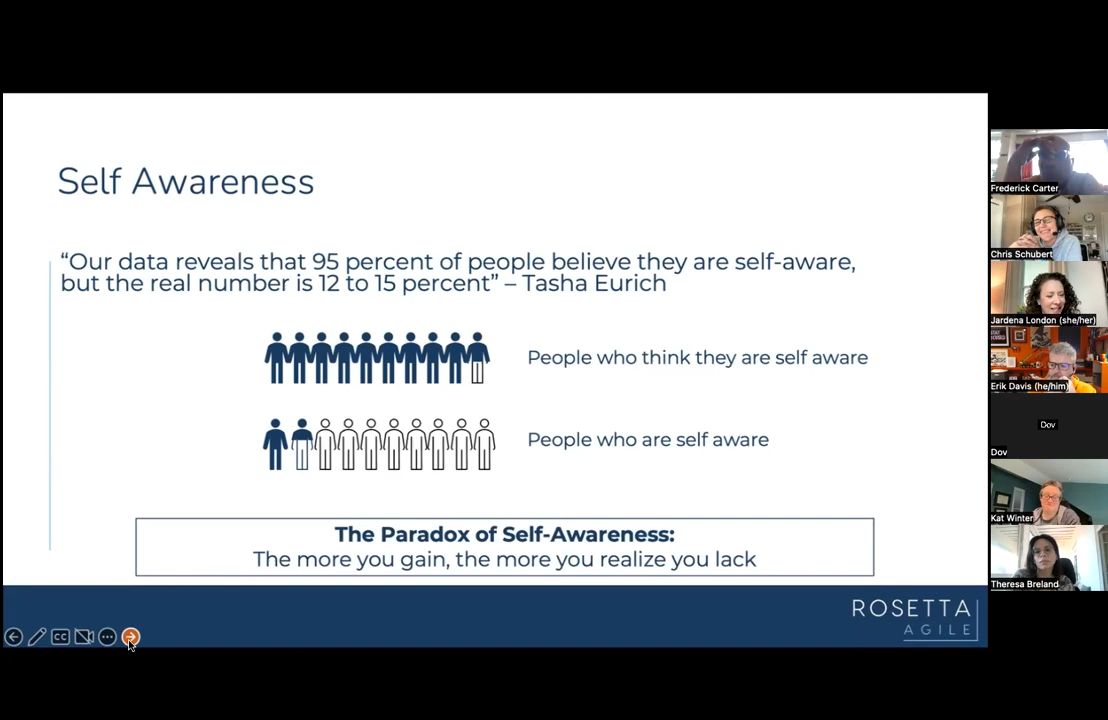 Self Awareness
“Our data reveals that 95 percent of people believe they are self-aware,
but the real number is 12 to 15 percent” – Tasha Eurich
People who think they are self aware
People who are self aware
The Paradox of Self-Awareness:
The more you gain, the more you realize you lack
ROSETTA
AGILE
CC
Frederick Carter
Chris Schubert
Jardena London (she/her)
Erik Davis (he/him)
Dov
Dov
Kat Winter
Theresa Breland